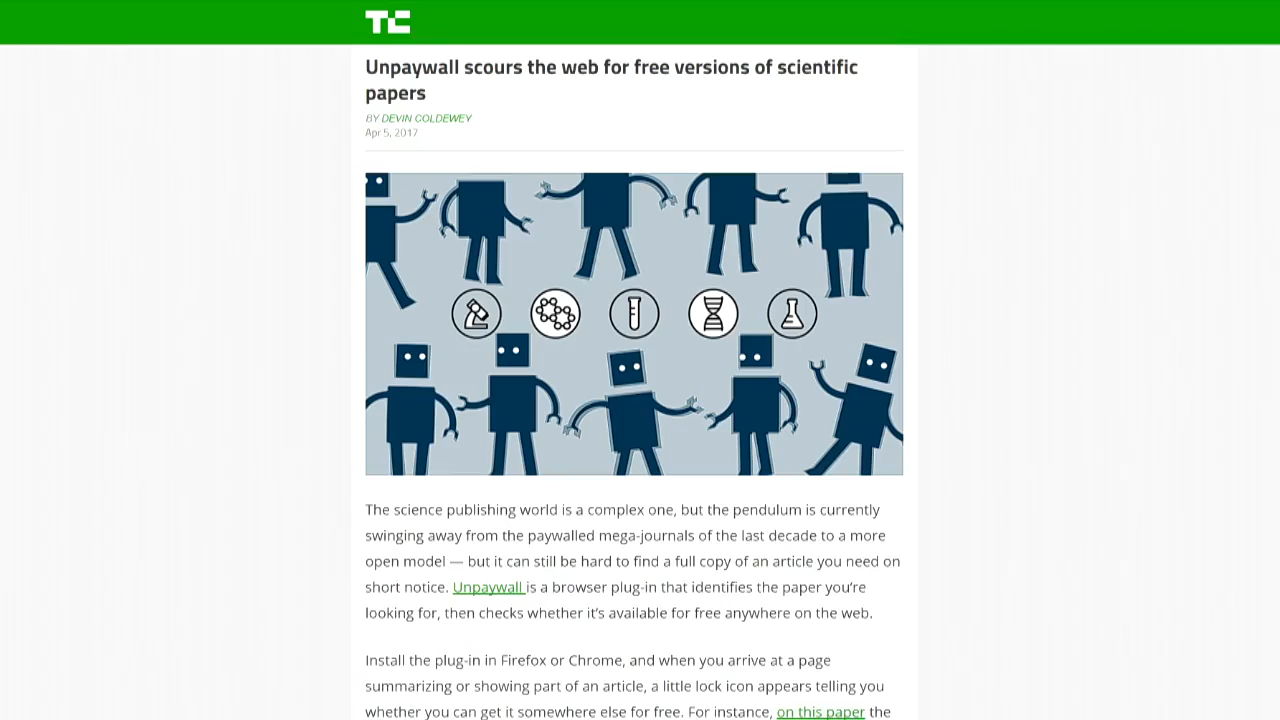 TC
Unpaywall scours the web for free versions of scientific
papers
BY DEVIN COLDEWEY
Apr 5, 2017
The science publishing world is a complex one, but the pendulum is currently
swinging away from the paywalled mega-journals of the last decade to a more
open model — but it can still be hard to find a full copy of an article you need on
short notice. Unpaywall is a browser plug-in that identifies the paper you’re
looking for, then checks whether it’s available for free anywhere on the web.
Install the plug-in in Firefox or Chrome, and when you arrive at a page
summarizing or showing part of an article, a little lock icon appears telling you
whether you can get it somewhere else for free. For instance, on this paper the